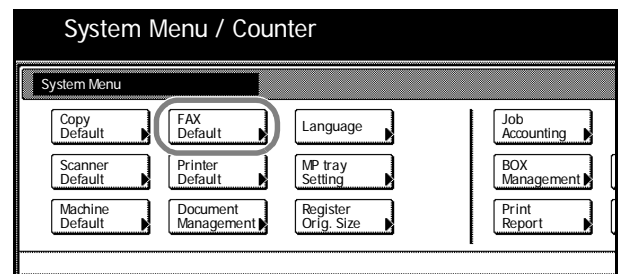 System Menu / Counter
System Menu
Copy
Default
FAX
Default
Language
Job
Accounting
Scanner
Default
Printer
Default
MP tray
Setting
BOX
Management
Machine
Default
Document
Management
Register
Orig. Size
Print
Report